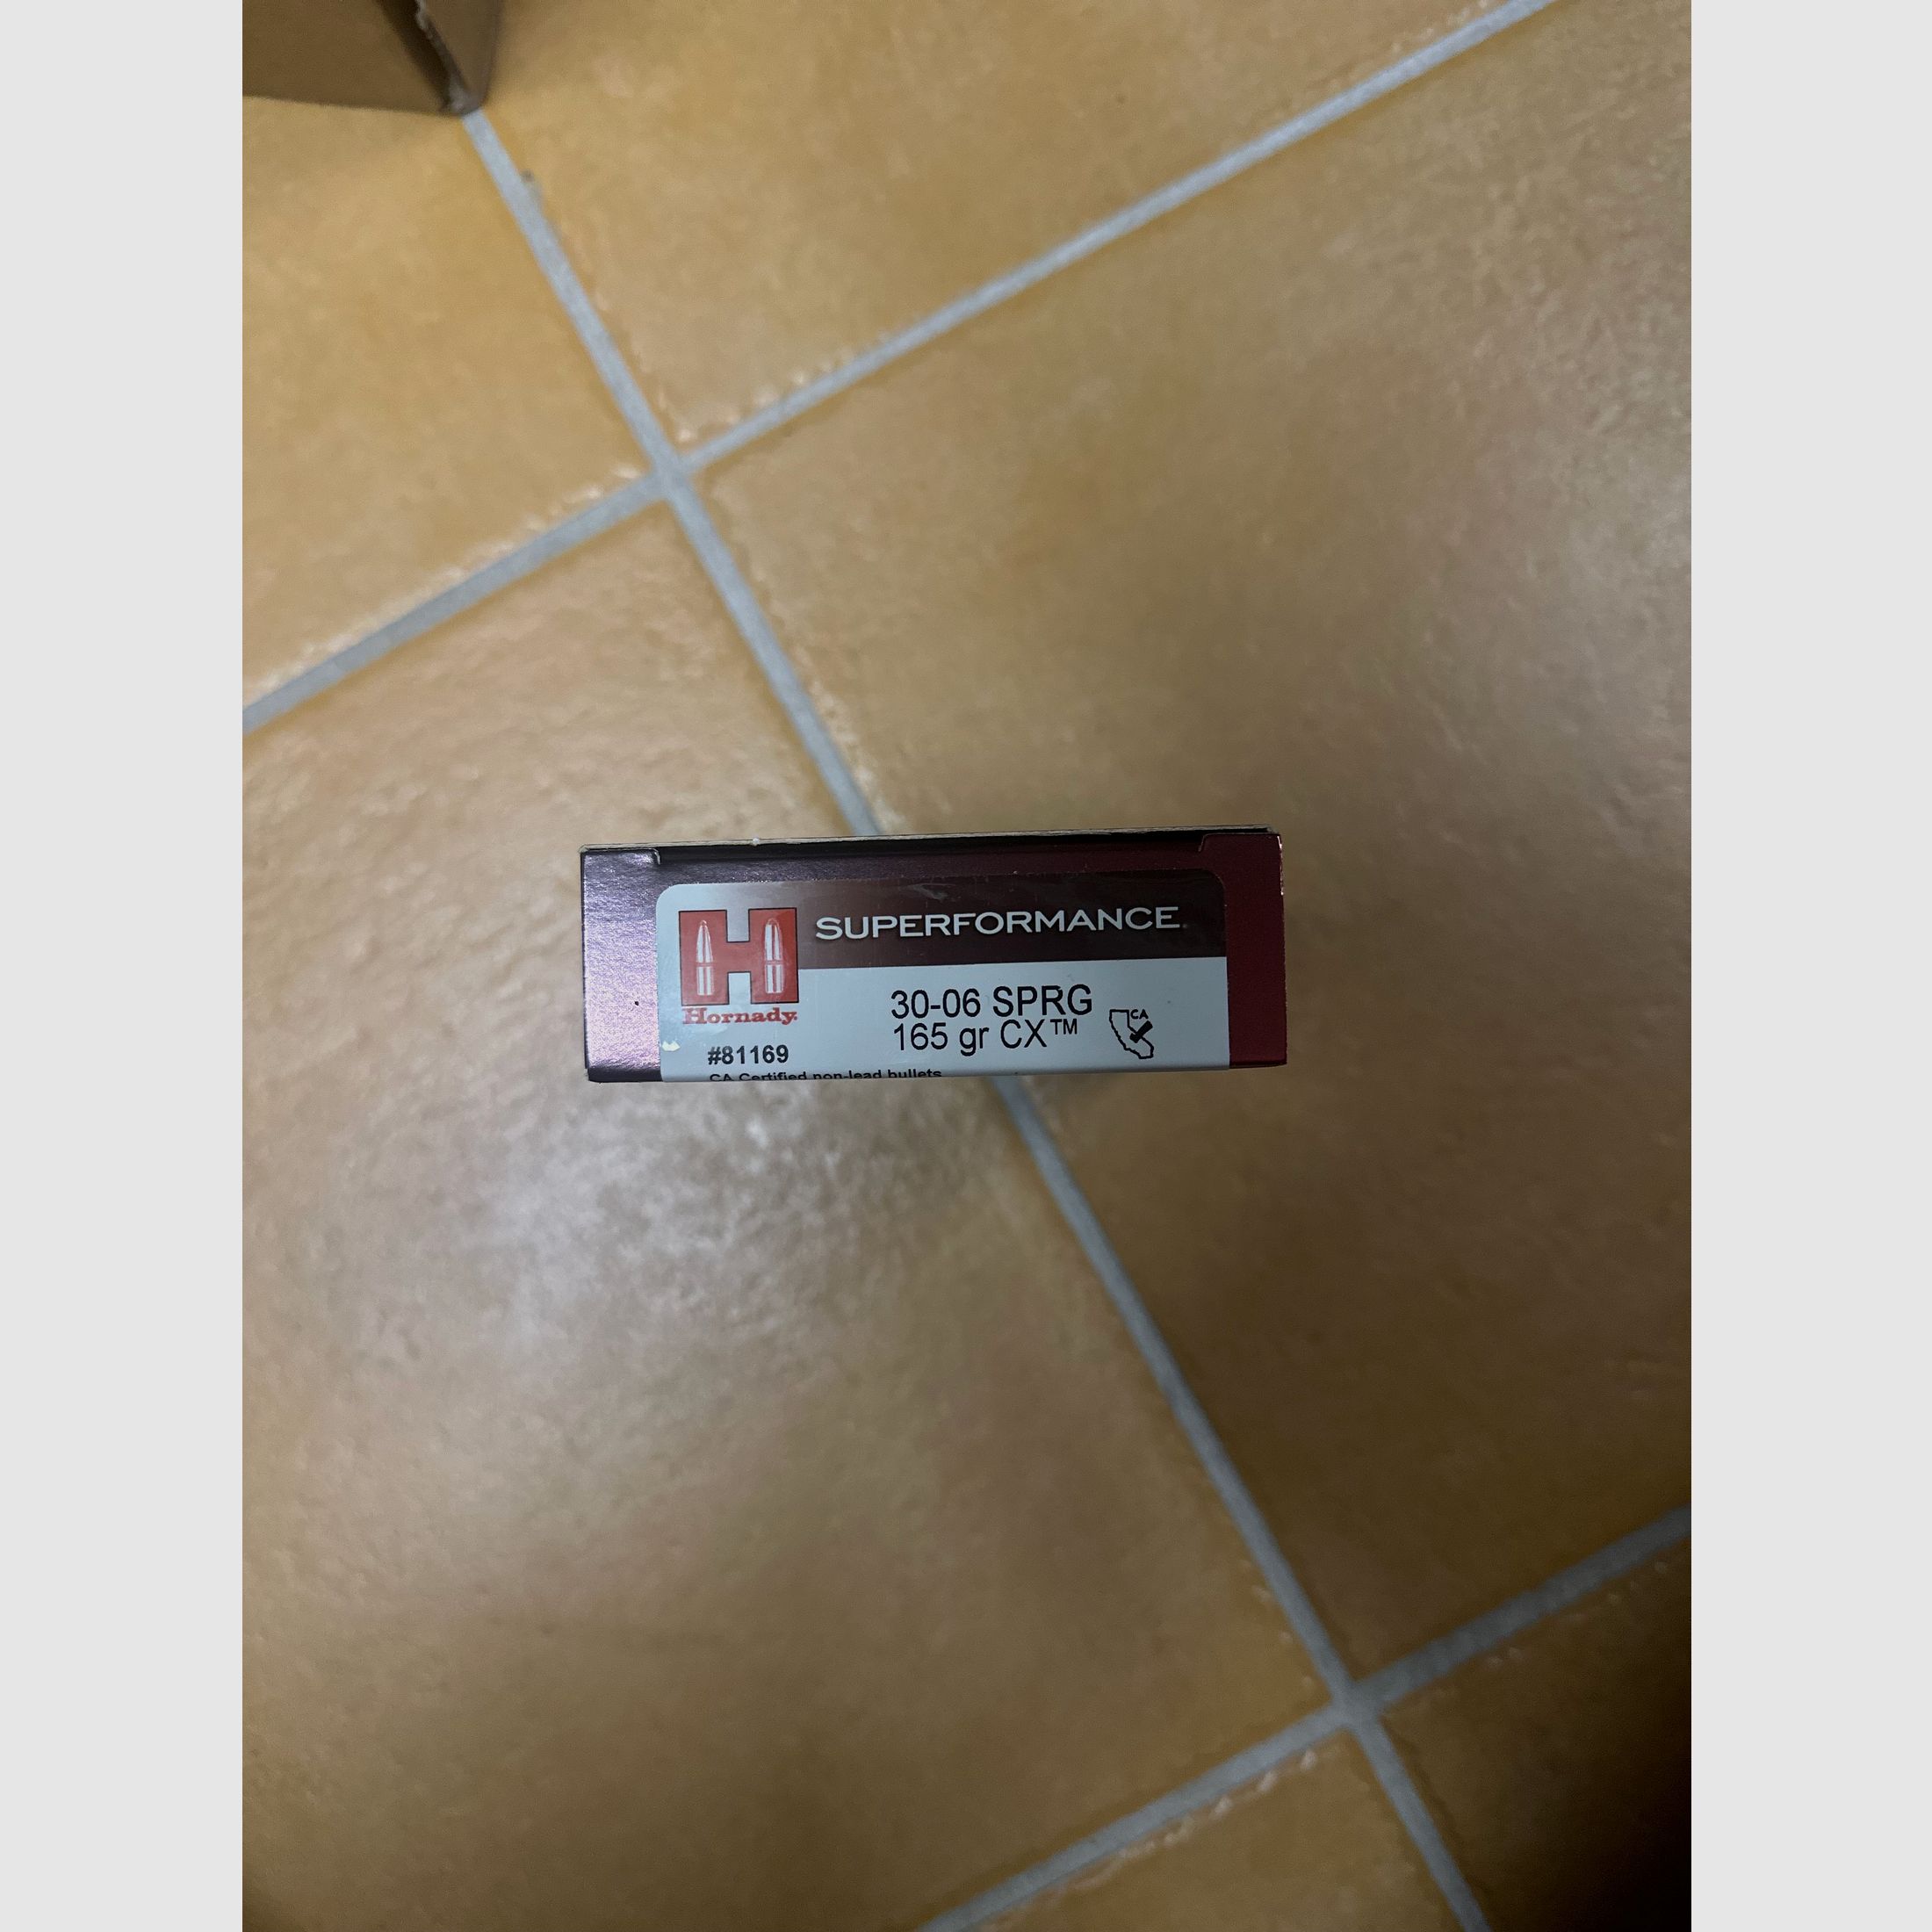 SUPERFORMANCE
Hornady
30-06 SPRG
165 gr CX™
CA
#81169
CA Certified non-lead bullets